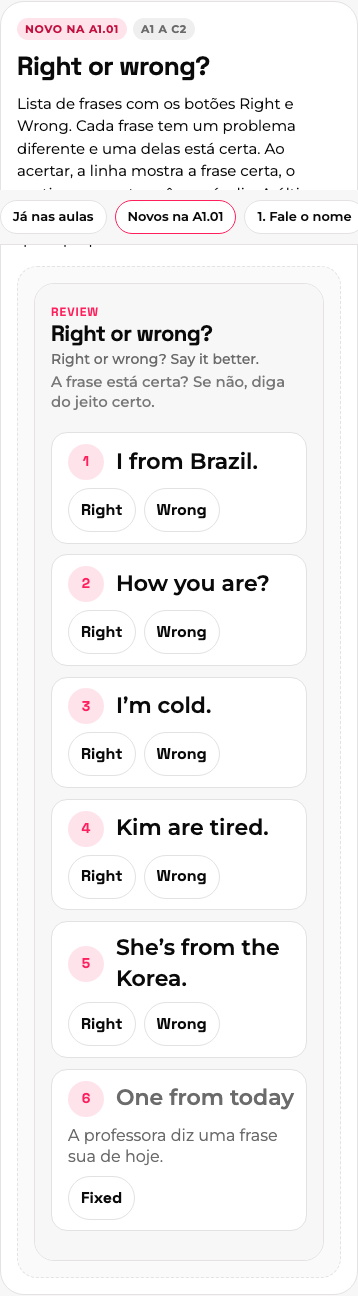 NOVO NA A1.01
A1 A C2
Right or wrong?
Lista de frases com os botões Right e
Wrong. Cada frase tem um problema
diferente e uma delas está certa. Ao
acertar, a linha mostra a frase certa, o
Já nas aulas
Novos na A1.01
1. Fale o nome
REVIEW
Right or wrong?
Right or wrong? Say it better.
A frase está certa? Se não, diga
do jeito certo.
1
I from Brazil.
Right
Wrong
2
How you are?
Right
Wrong
3
I’m cold.
Right
Wrong
4
Kim are tired.
Right
Wrong
5
She’s from the
Korea.
Right
Wrong
6
One from today
A professora diz uma frase
sua de hoje.
Fixed